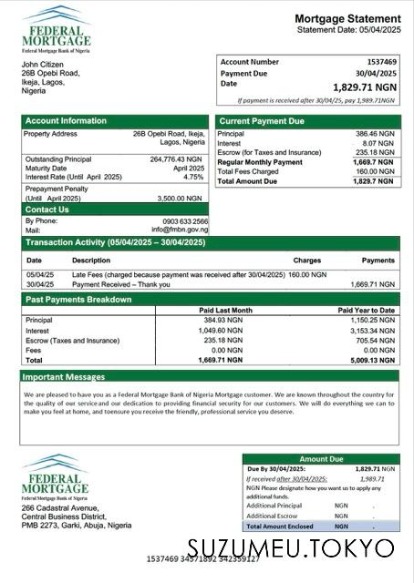 FEDERAL
MORTGAGE
Federal Mortgage Bank of Nigeria
Mortgage Statement
Statement Date: 05/04/2025
John Citizen
26B Opebi Road,
Ikeja, Lagos,
Nigeria
Account Number 1537469
Payment Due 30/04/2025
Date
1,829.71 NGN
If payment is received after 30/04/25, pay 1,989.71NGN
Account Information
Property Address 26B Opebi Road, Ikeja,
Lagos, Nigeria
Outstanding Principal 264,776.43 NGN
Maturity Date April 2025
Interest Rate (Until April 2025) 4.75%
Prepayment Penalty
(Until April 2025) 3,500.00 NGN
Contact Us
By Phone: 0903 633 2566
Mail: info@fmbn.gov.ng
Current Payment Due
Principal 386.46 NGN
Interest 8.07 NGN
Escrow (for Taxes and Insurance) 235.18 NGN
Regular Monthly Payment 1,669.7 NGN
Total Fees Charged 160.00 NGN
Total Amount Due 1,829.7 NGN
Transaction Activity (05/04/2025 – 30/04/2025)
Date Description Charges Payments
05/04/25 Late Fees (charged because payment was received after 30/04/2025) 160.00 NGN
30/04/25 Payment Received – Thank you 1,669.71 NGN
Past Payments Breakdown
Paid Last Month Paid Year to Date
Principal 384.93 NGN 1,150.25 NGN
Interest 1,049.60 NGN 3,153.34 NGN
Escrow (Taxes and Insurance) 235.18 NGN 705.54 NGN
Fees 0.00 NGN 0.00 NGN
Total 1,669.71 NGN 5,009.13 NGN
Important Messages
We are pleased to have you as a Federal Mortgage Bank of Nigeria Mortgage customer. We are known throughout the country for
the quality of our service and our dedication to providing financial security for our customers. We will do everything we can to
make you feel at home, and toensure you receive the friendly, professional service you deserve.
FEDERAL
MORTGAGE
Federal Mortgage Bank of Nigeria
266 Cadastral Avenue,
Central Business District,
PMB 2273, Garki, Abuja, Nigeria
Amount Due
Due By 30/04/2025: 1,829.71 NGN
If received after 30/04/2025: 1,989.71
NGN Please designate how you want us to apply any
additional funds.
Additional Principal NGN .
Additional Escrow NGN .
Total Amount Enclosed NGN .
SUZUMEU.TOKYO
1537469 34571892 342359127